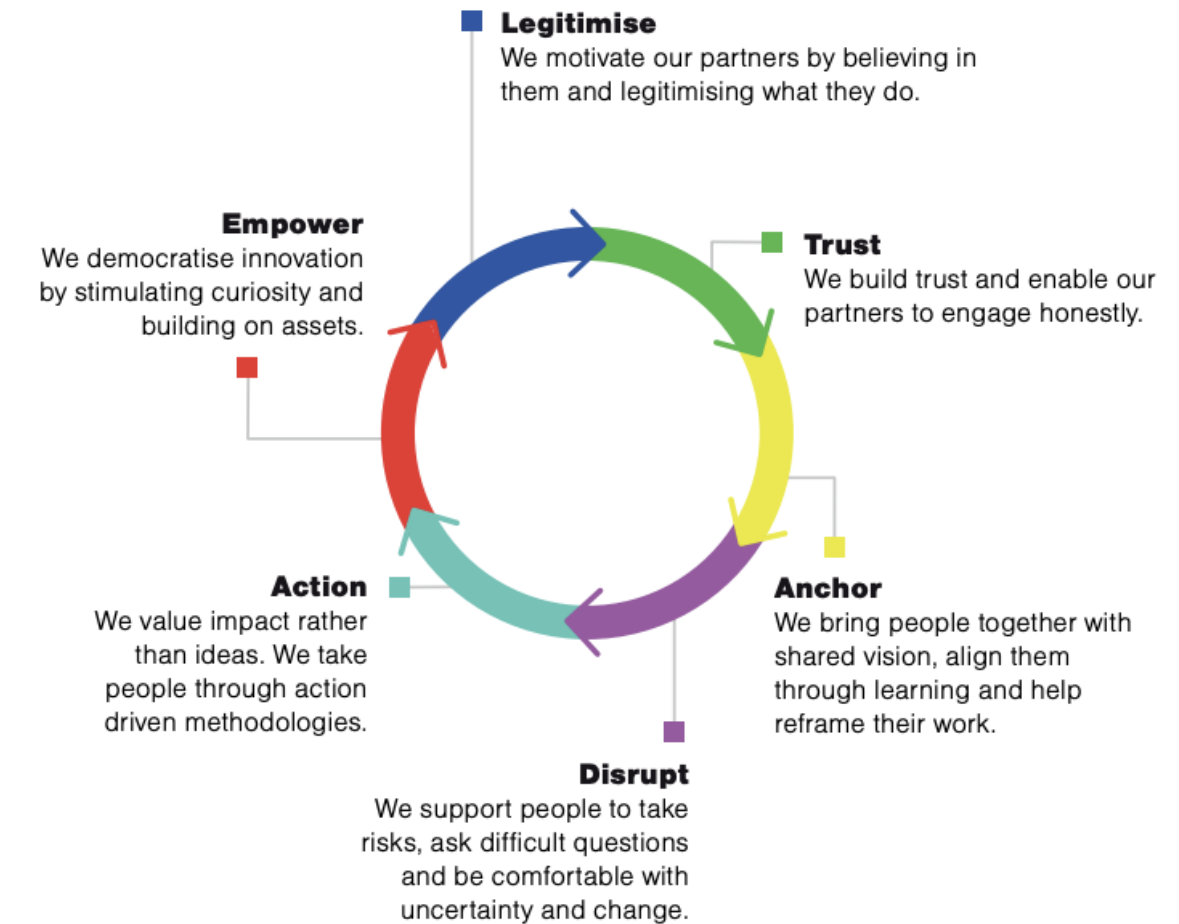 Legitimise
We motivate our partners by believing in
them and legitimising what they do.
Trust
We build trust and enable our
partners to engage honestly.
Anchor
We bring people together with
shared vision, align them
through learning and help
reframe their work.
Disrupt
We support people to take
risks, ask difficult questions
and be comfortable with
uncertainty and change.
Action
We value impact rather
than ideas. We take
people through action
driven methodologies.
Empower
We democratise innovation
by stimulating curiosity and
building on assets.